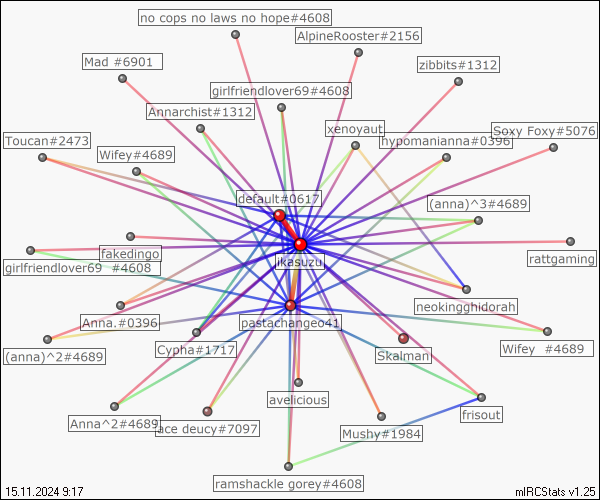 no cops no laws no hope#4608
AlpineRooster#2156
Mad #6901
zibbits#1312
girlfriendlover69#4608
Annarchist#1312
xenoyaut
Soxy Foxy#5076
Toucan#2473
hypomanianna#0396
Wifey#4689
default#0617
(anna)^3#4689
fakedingo
ikasuzu
rattgaming
girlfriendlover69 #4608
neokingghidorah
Anna.#0396
pastachangeo41
Cypha#1717
Skalman
Wifey #4689
(anna)^2#4689
avelicious
Anna^2#4689
ace deucy#7097
Mushy#1984
frisout
ramshackle gorey#4608
15.11.2024 9:17
mIRCStats v1.25